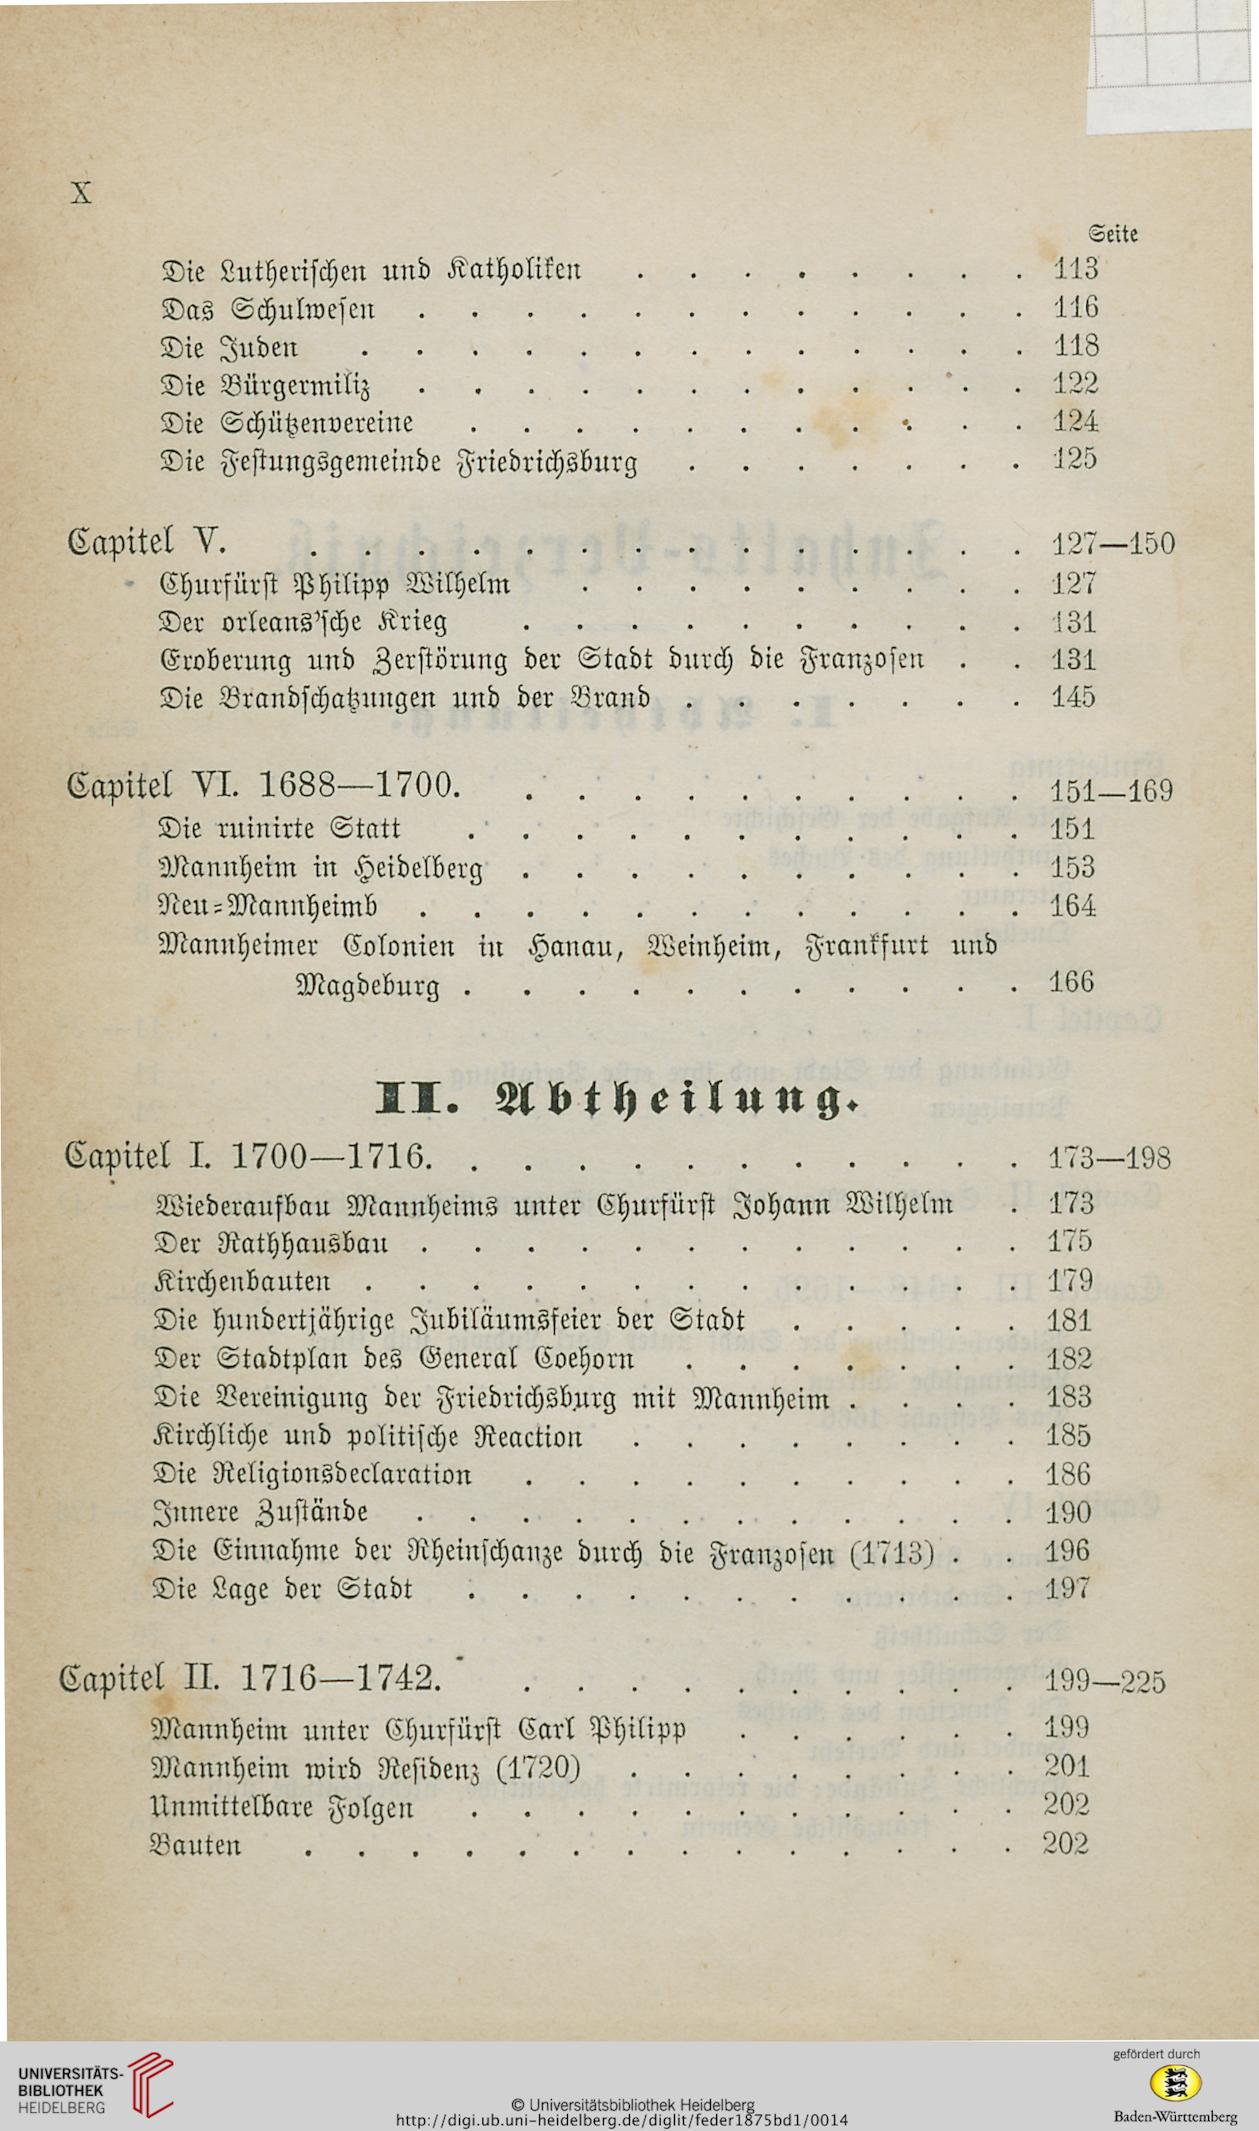 X
Seite
Die Lutherischen und Katholiken . . . . . . . . 113
Das Schulwesen . . . . . . . . . . . . 116
Die Juden . . . . . . . . . . . . . 118
Die Bürgermiliz . . . . . . . . . . . . 122
Die Schützenvereine . . . . . . . . . . . 124
Die Festungsgemeinde Friedrichsburg . . . . . . . 125
Capitel V. . . . . . . . . . . . . . . 127—150
Churfürst Philipp Wilhelm . . . . . . . . . 127
Der orleans'sche Krieg . . . . . . . . . . 131
Eroberung und Zerstörung der Stadt durch die Franzosen . . 131
Die Brandschatzungen und der Brand . . . . . . . 145
Capitel VI. 1688—1700. . . . . . . . . . . 151—169
Die ruinirte Statt . . . . . . . . . . . 151
Mannheim in Heidelberg . . . . . . . . . . 153
Neu-Mannheimb . . . . . . . . . . . . 164
Mannheimer Colonien in Hanau, Weinheim, Frankfurt und
Magdeburg . . . . . . . . . . . 166
II. Abtheilung.
Capitel I. 1700—1716. . . . . . . . . . . . 173—198
Wiederaufbau Mannheims unter Churfürst Johann Wilhelm . 173
Der Rathhausbau . . . . . . . . . . . . 175
Kirchenbauten . . . . . . . . . . . . . 179
Die hundertjährige Jubiläumsfeier der Stadt . . . . . 181
Der Stadtplan des General Coehorn . . . . . . . 182
Die Vereinigung der Friedrichsburg mit Mannheim . . . . 183
Kirchliche und politische Reaction . . . . . . . . 185
Die Religionsdeclaration . . . . . . . . . . 186
Innere Zustände . . . . . . . . . . . . 190
Die Einnahme der Rheinschanze durch die Franzosen (1713) . . 196
Die Lage der Stadt . . . . . . . . . . . 197
Capitel II. 1716—1742. . . . . . . . . . . 199—225
Mannheim unter Churfürst Carl Philipp . . . . . . 199
Mannheim wird Residenz (1720) . . . . . . . . 201
Unmittelbare Folgen . . . . . . . . . . . 202
Bauten . . . . . . . . . . . . . . 202
UNIVERSITÄTS-
BIBLIOTHEK
HEIDELBERG
© Universitätsbibliothek Heidelberg
http://digi.ub.uni-heidelberg.de/diglit/feder1875bd1/0014
gefördert durch
Baden-Württemberg